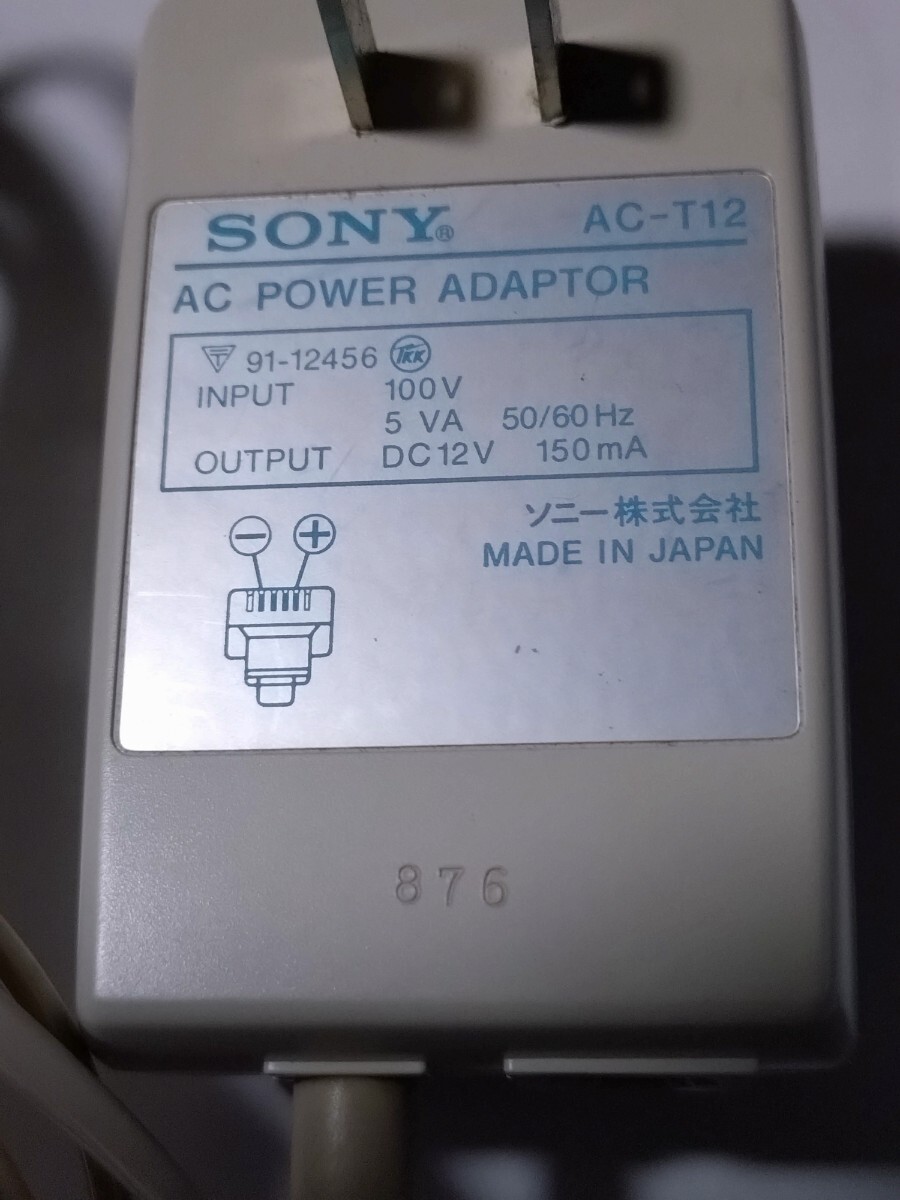 SONY® AC-T12
AC POWER ADAPTOR
〒 91-12456 TKK
INPUT 100V
5 VA 50/60Hz
OUTPUT DC12V 150mA
ソニー株式会社
MADE IN JAPAN
− +
876